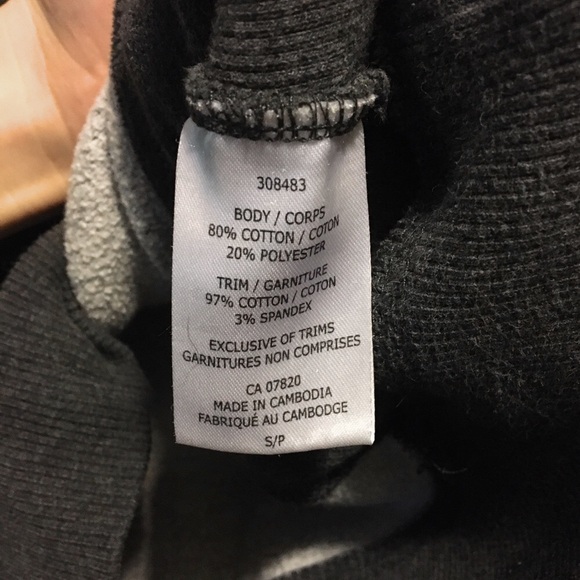 308483
BODY / CORPS
80% COTTON / COTON
20% POLYESTER
TRIM / GARNITURE
97% COTTON / COTON
3% SPANDEX
EXCLUSIVE OF TRIMS
GARNITURES NON COMPRISES
CA 07820
MADE IN CAMBODIA
FABRIQUÉ AU CAMBODGE
S/P